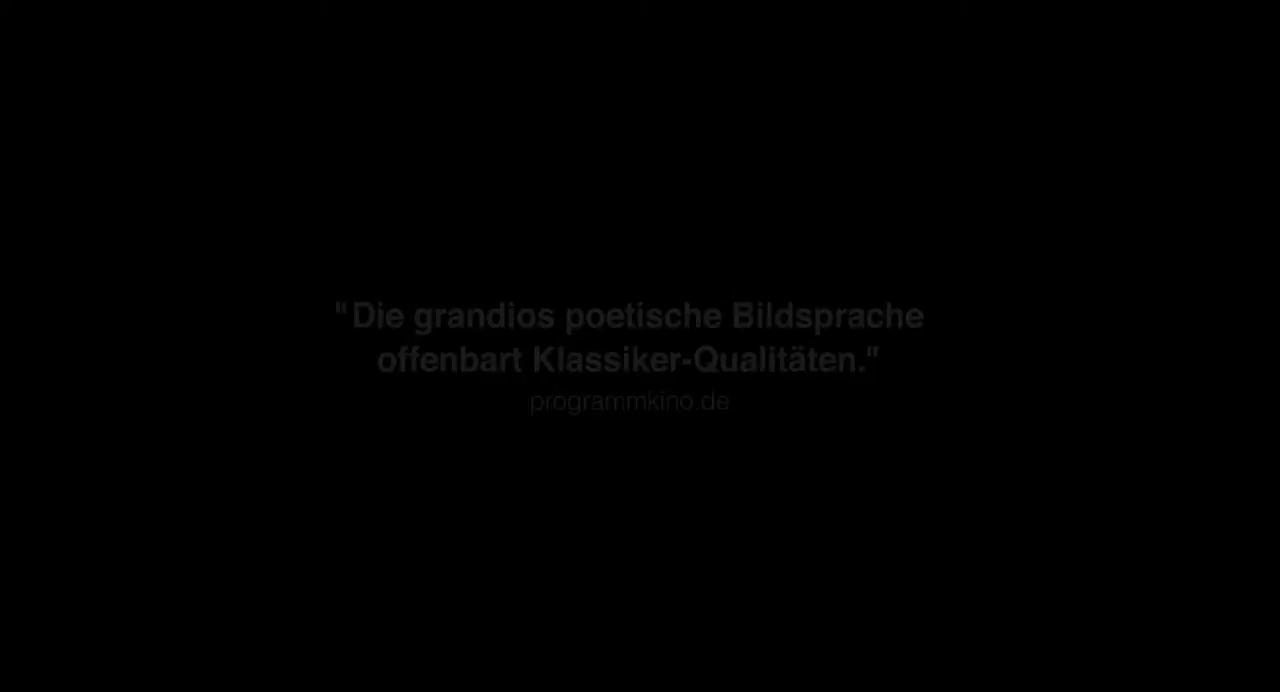 "Die grandios poetische Bildsprache
offenbart Klassiker-Qualitäten."
programmkino.de